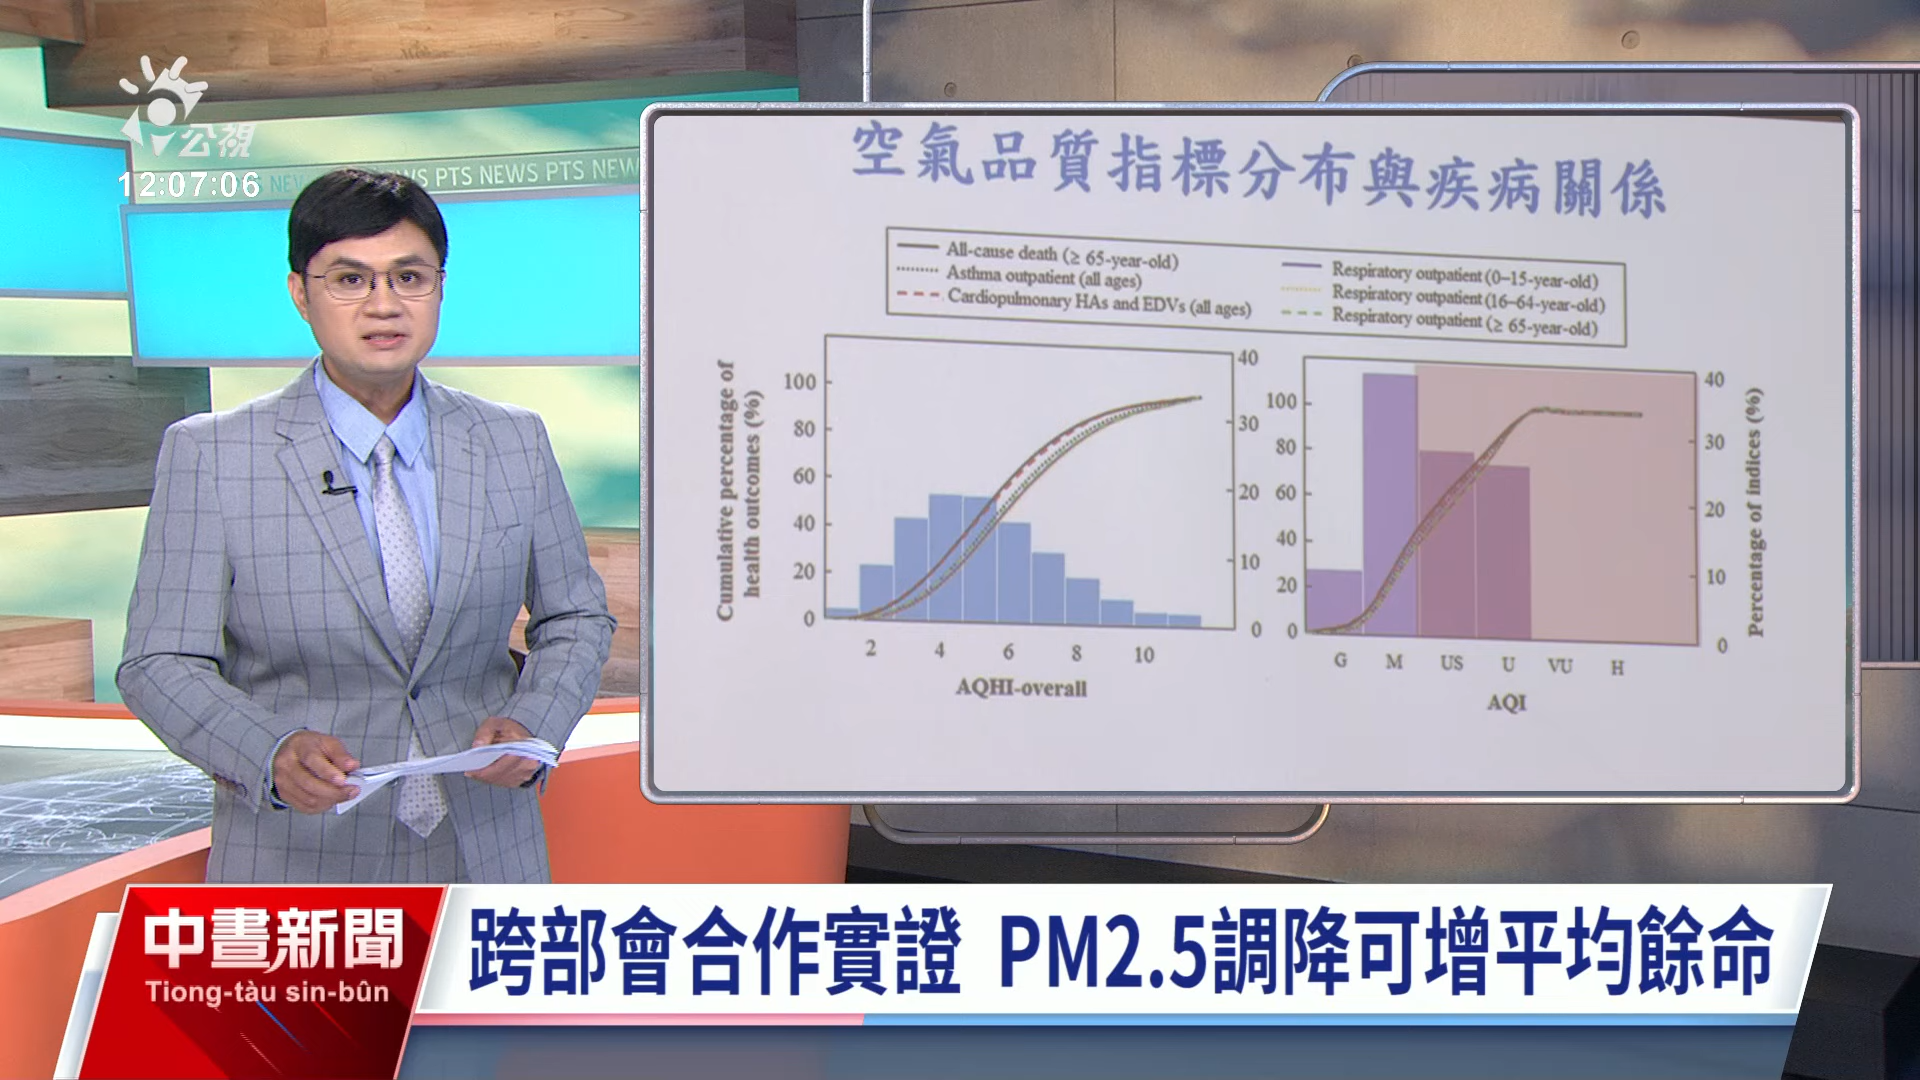 公視
12:07:06
NEWS PTS NEWS PTS NEW
空氣品質指標分布與疾病關係
All-cause death (≥ 65-year-old)
Asthma outpatient (all ages)
Cardiopulmonary HAs and EDVs (all ages)
Respiratory outpatient (0–15-year-old)
Respiratory outpatient (16–64-year-old)
Respiratory outpatient (≥ 65-year-old)
Cumulative percentage of
health outcomes (%)
100
80
60
40
20
0
40
30
20
10
0
2 4 6 8 10
AQHI-overall
100
80
60
40
20
0
40
30
20
10
0
G M US U VU H
AQI
Percentage of indices (%)
中晝新聞
Tiong-tàu sin-bûn
跨部會合作實證 PM2.5調降可增平均餘命